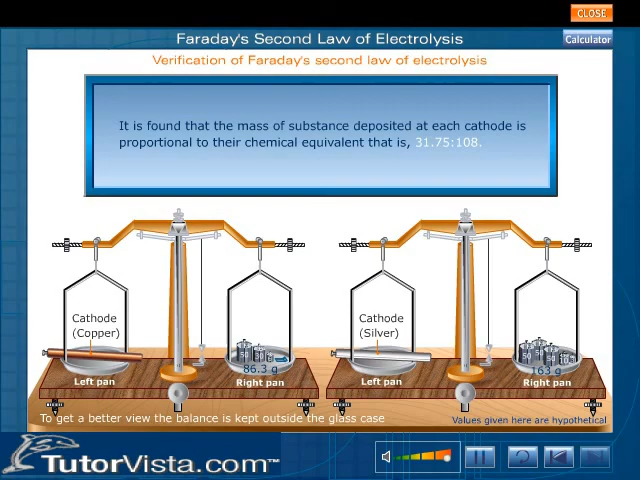 CLOSE
Faraday's Second Law of Electrolysis
Calculator
Verification of Faraday's second law of electrolysis
It is found that the mass of substance deposited at each cathode is
proportional to their chemical equivalent that is, 31.75:108.
Cathode
(Copper)
Cathode
(Silver)
50
50
86.3 g
163 g
Left pan
Right pan
Left pan
Right pan
To get a better view the balance is kept outside the glass case
Values given here are hypothetical
TutorVista.com™